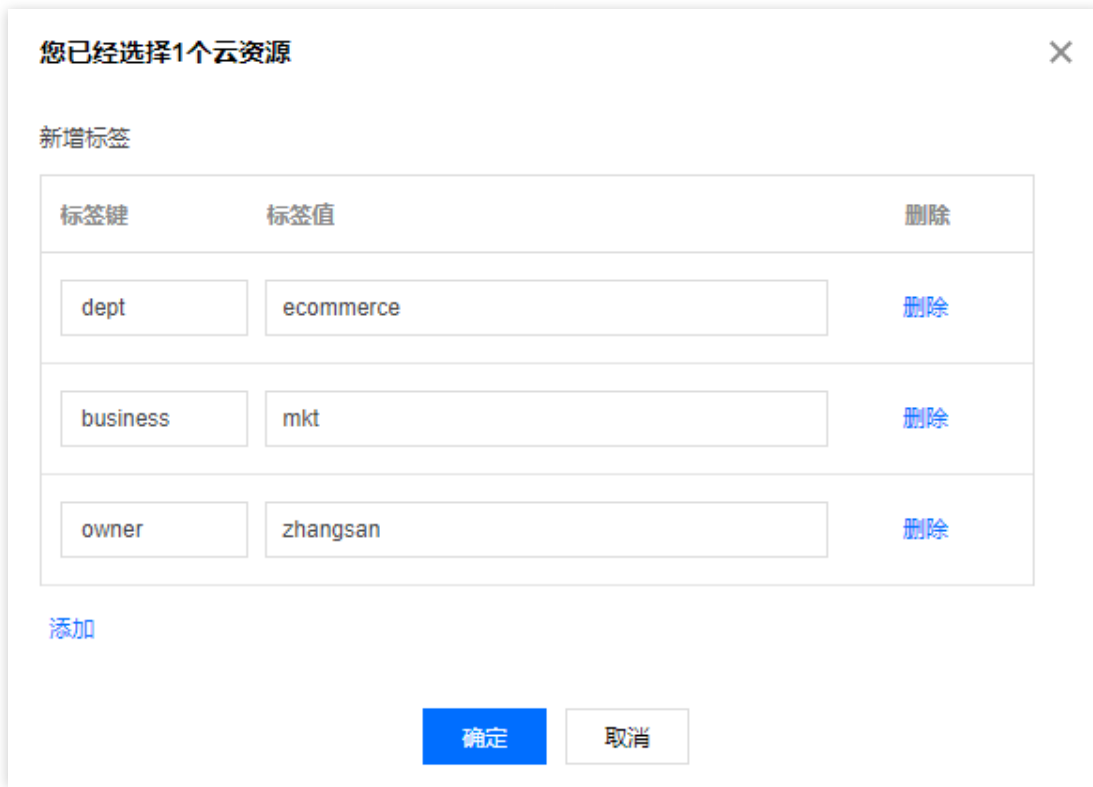 您已经选择1个云资源
新增标签
标签键 标签值 删除
dept ecommerce 删除
business mkt 删除
owner zhangsan 删除
添加
确定 取消